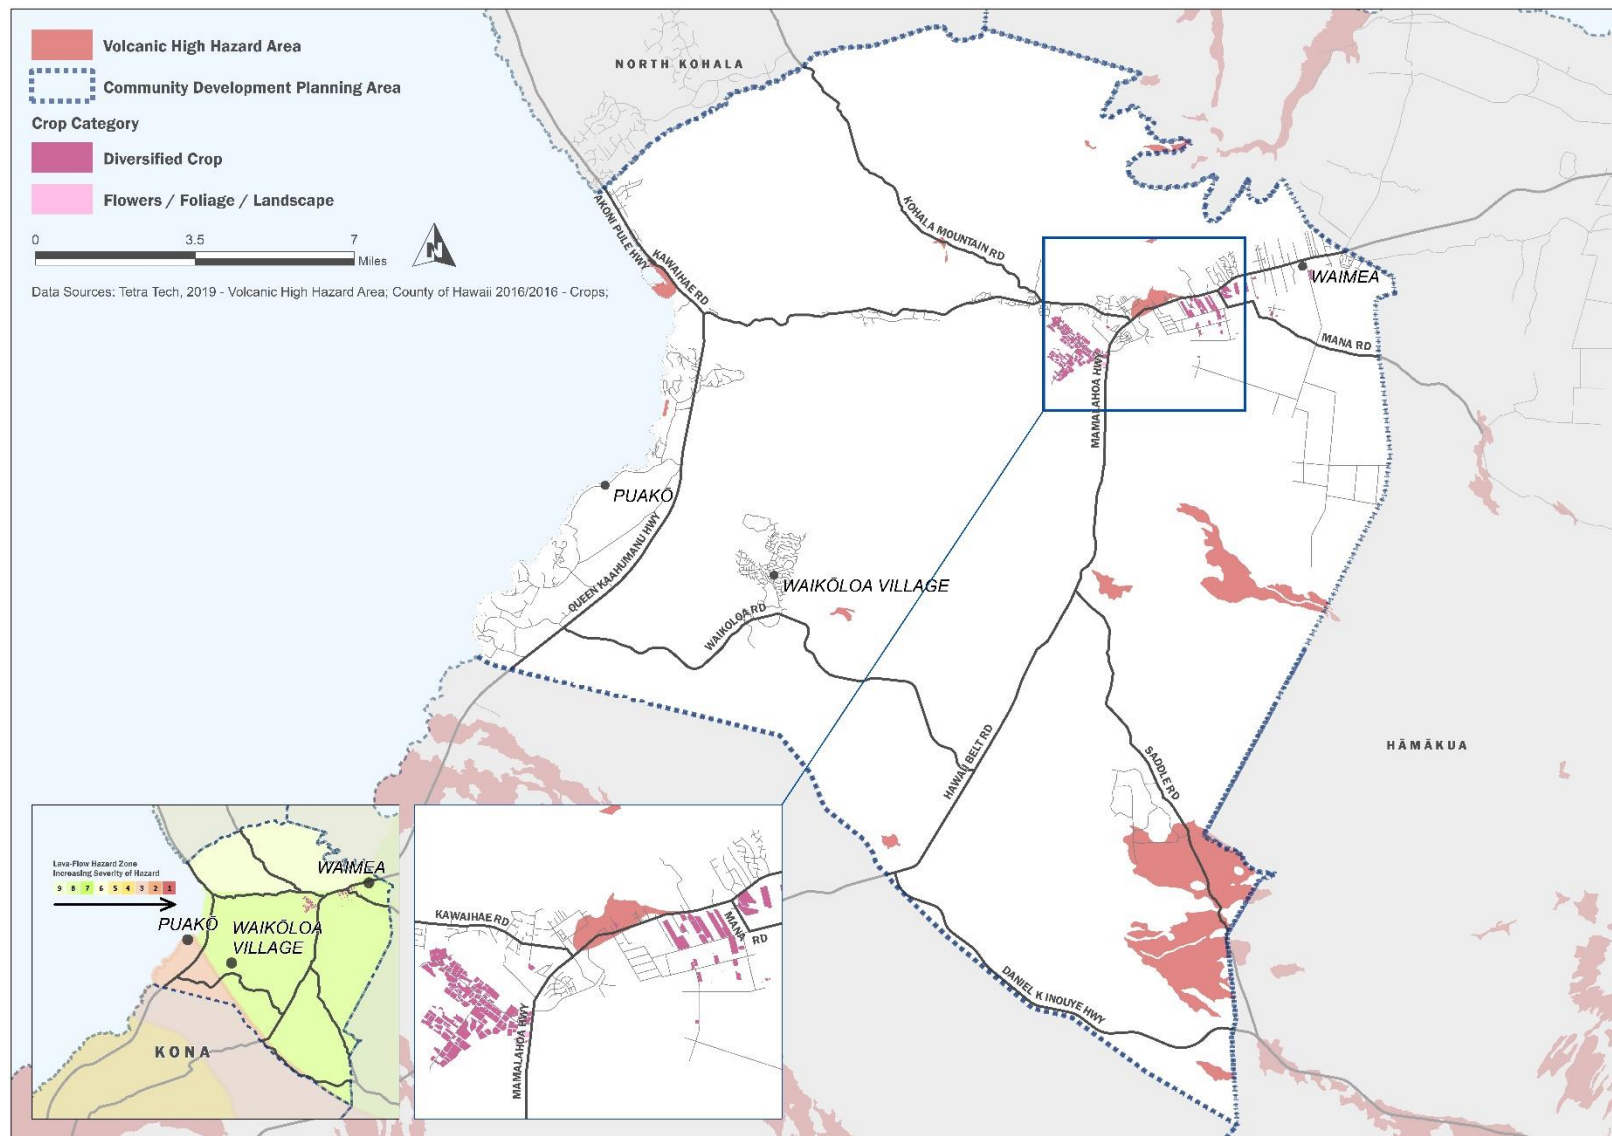 Volcanic High Hazard Area
Community Development Planning Area
Crop Category
Diversified Crop
Flowers / Foliage / Landscape
0 3.5 7
Miles
N
Data Sources: Tetra Tech, 2019 - Volcanic High Hazard Area; County of Hawaii 2016/2016 - Crops;
NORTH KOHALA
AKONI PULE HWY
KAWAIHAE RD
KOHALA MOUNTAIN RD
WAIMEA
MANA RD
MAMALAHOA HWY
PUAKŌ
QUEEN KAAHUMANU HWY
WAIKŌLOA VILLAGE
WAIKOLOA RD
HAWAII BELT RD
SADDLE RD
HĀMĀKUA
DANIEL K INOUYE HWY
Lava-Flow Hazard Zone
Increasing Severity of Hazard
9 8 7 6 5 4 3 2 1
WAIMEA
PUAKŌ
WAIKŌLOA
VILLAGE
KONA
KAWAIHAE RD
MANA
RD
MAMALAHOA HWY